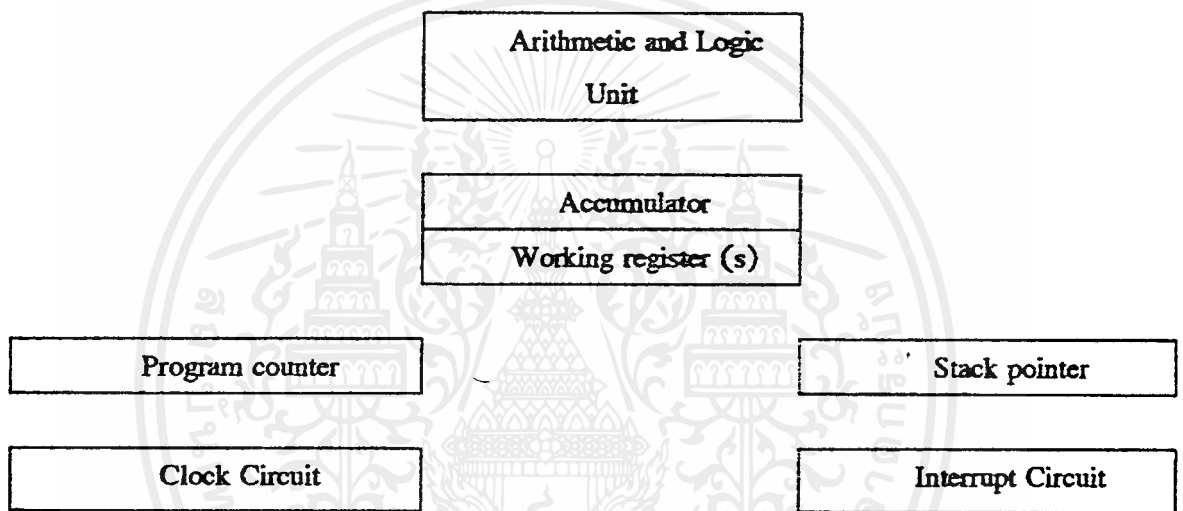 Arithmetic and Logic
Unit
Accumulator
Working register (s)
Program counter
Stack pointer
Clock Circuit
Interrupt Circuit